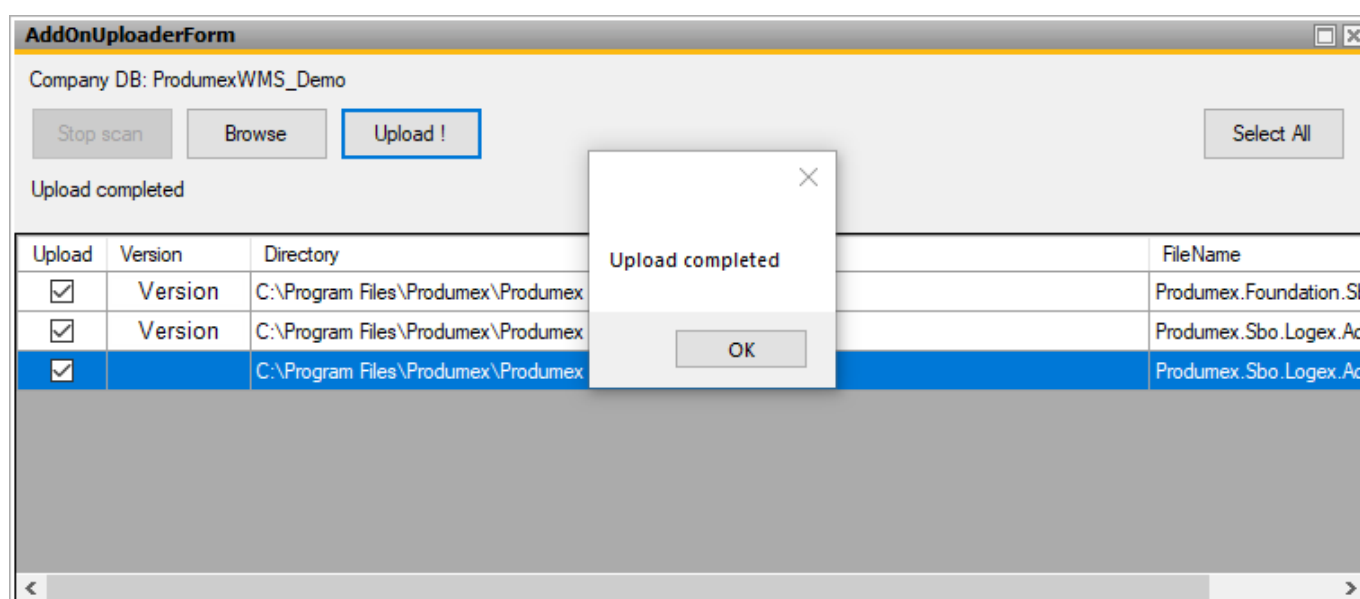 AddOnUploaderForm
Company DB: ProdumexWMS_Demo
Stop scan Browse Upload ! Select All
Upload completed
Upload Version Directory FileName
Version C:\Program Files\Produmex\Produmex Produmex.Foundation.
Version C:\Program Files\Produmex\Produmex Produmex.Sbo.Logex.
C:\Program Files\Produmex\Produmex Produmex.Sbo.Logex.
Upload completed
OK